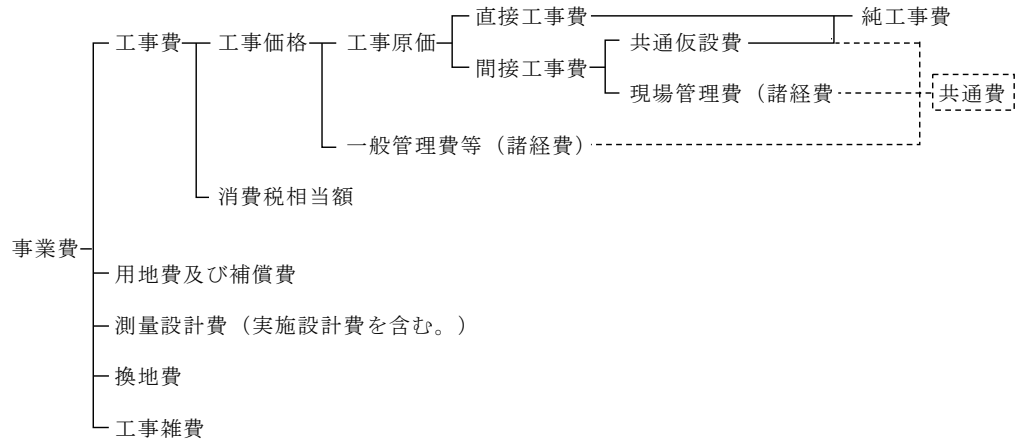 直接工事費 純工事費
工事費 工事価格 工事原価 共通仮設費
間接工事費
現場管理費（諸経費 共通費
一般管理費等（諸経費）
消費税相当額
事業費
用地費及び補償費
測量設計費（実施設計費を含む。）
換地費
工事雑費